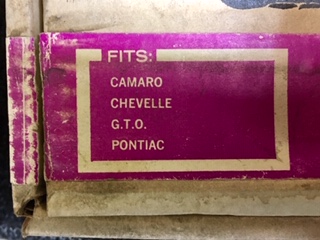 FITS:
CAMARO
CHEVELLE
G.T.O.
PONTIAC